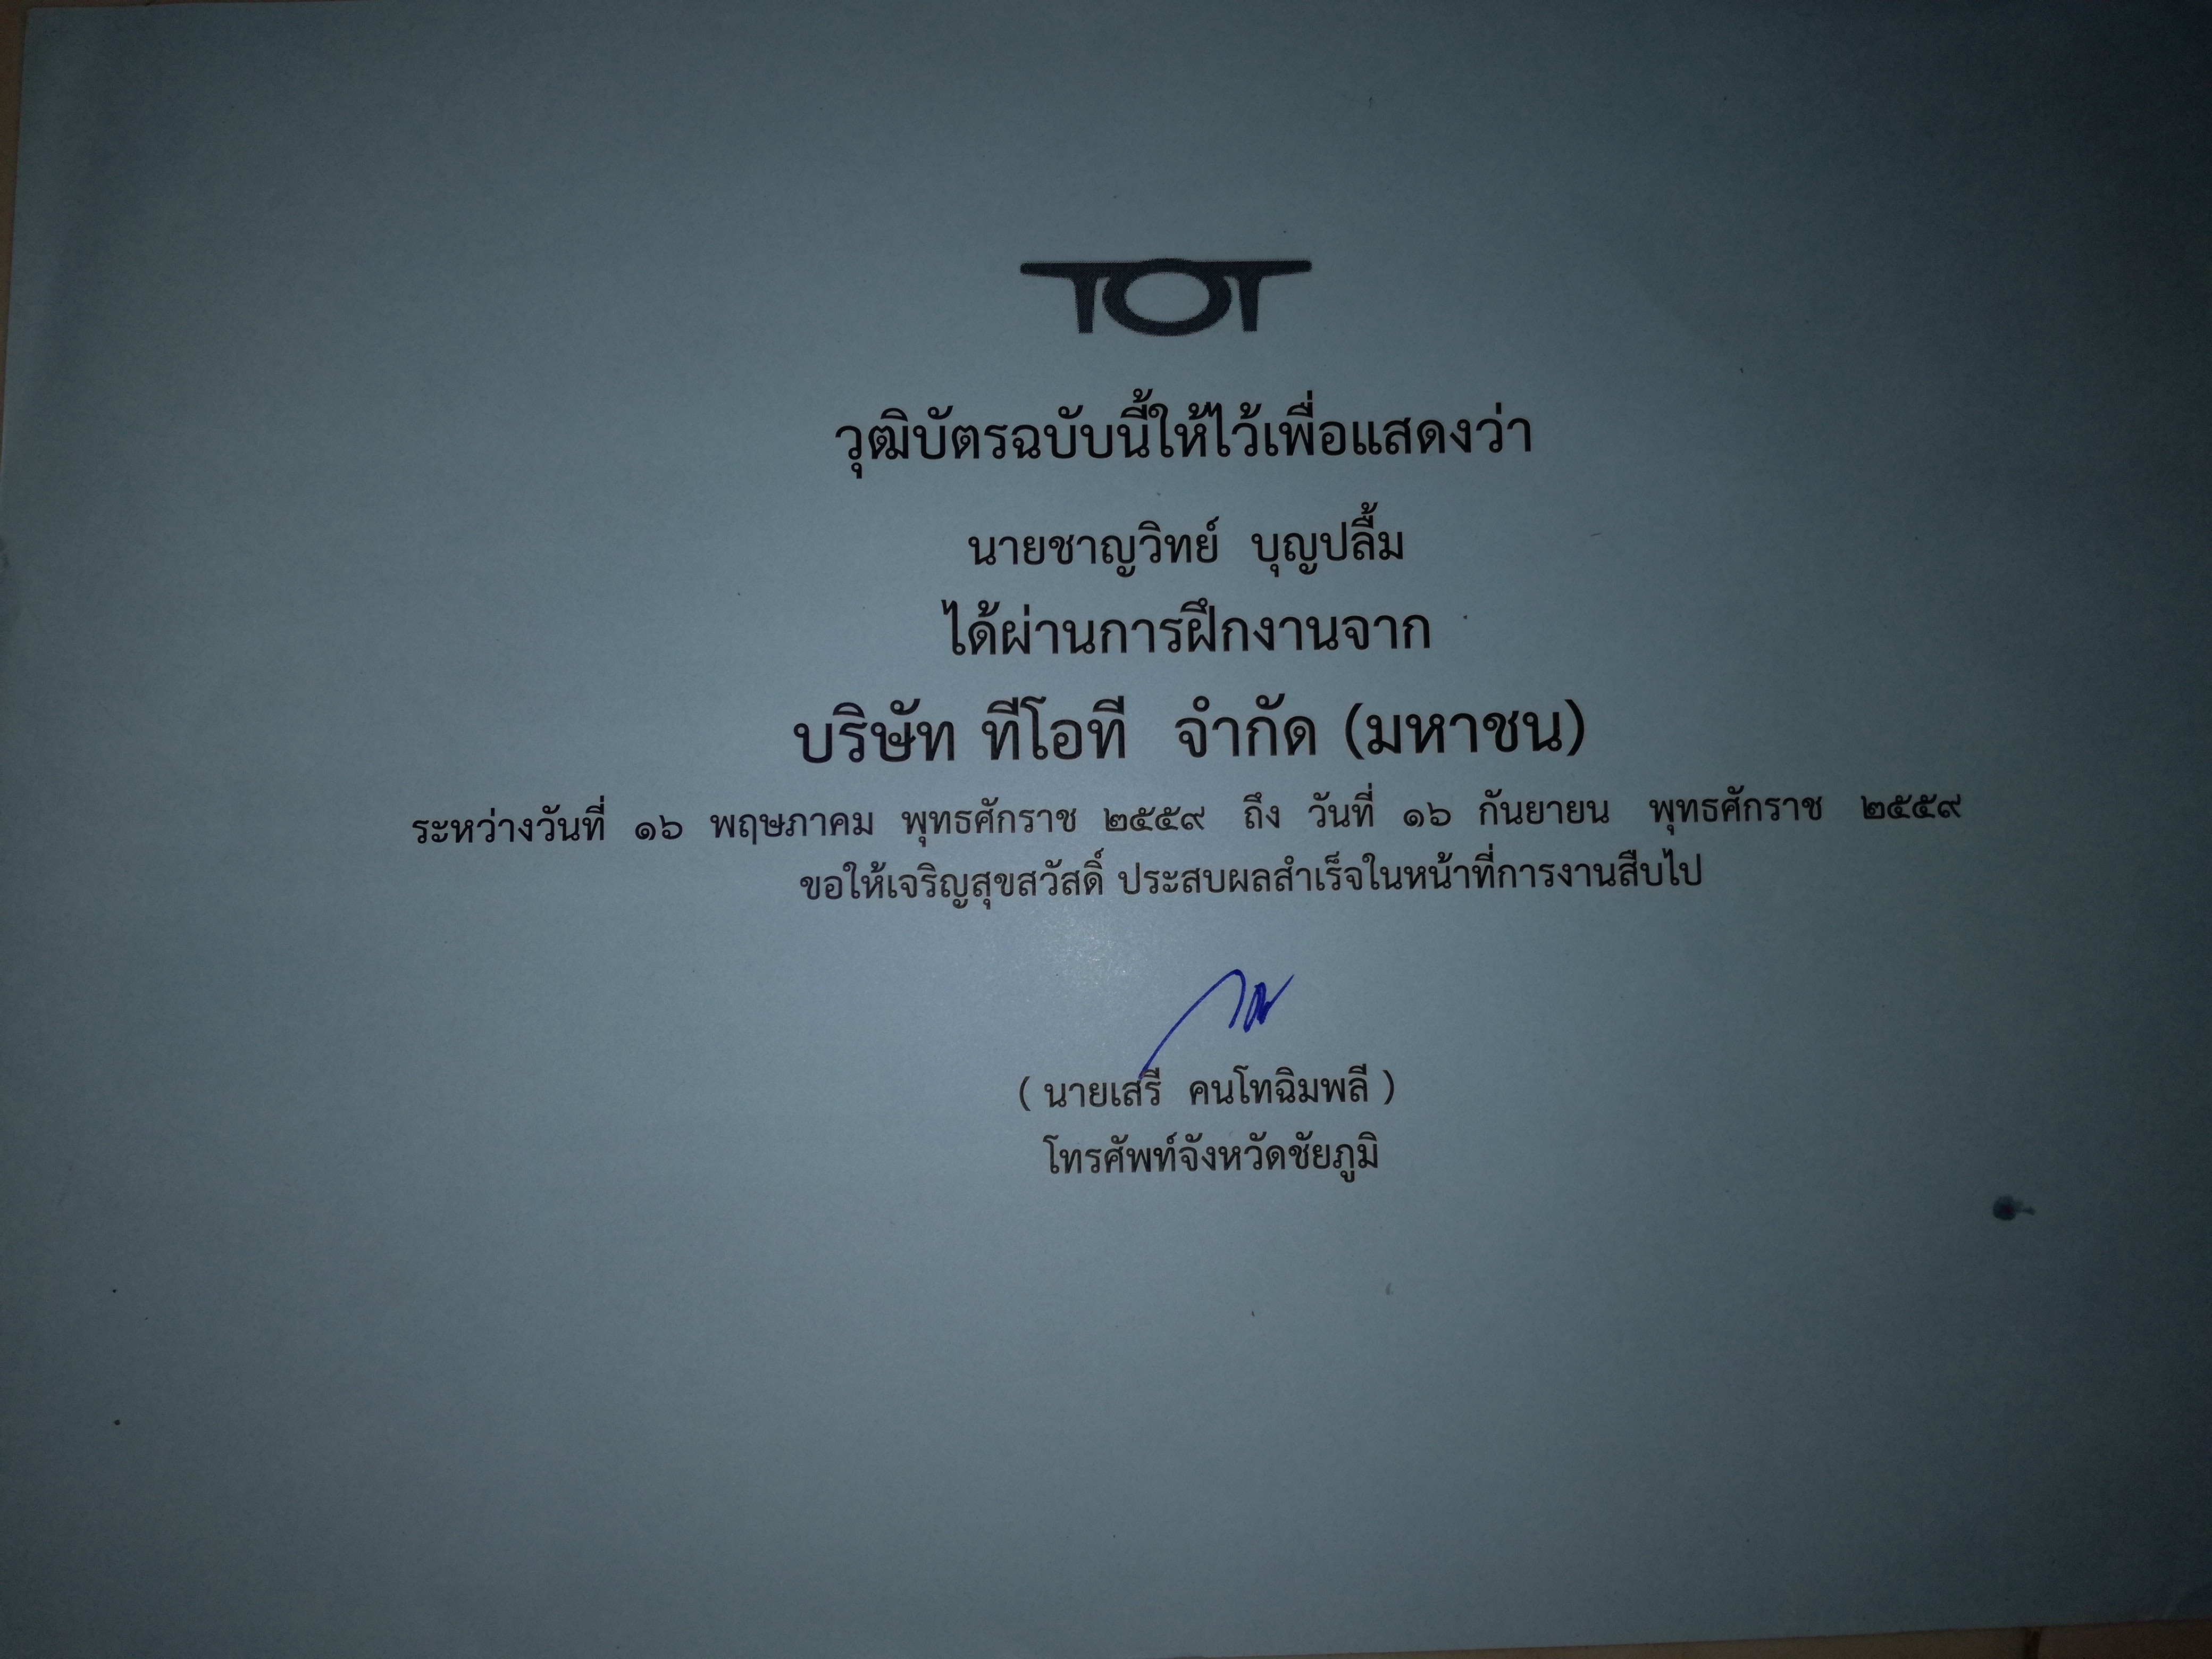 TOT
วุฒิบัตรฉบับนี้ให้ไว้เพื่อแสดงว่า
นายชาญวิทย์ บุญปลื้ม
ได้ผ่านการฝึกงานจาก
บริษัท ทีโอที จำกัด (มหาชน)
ระหว่างวันที่ ๑๖ พฤษภาคม พุทธศักราช ๒๕๕๙ ถึง วันที่ ๑๖ กันยายน พุทธศักราช ๒๕๕๙
ขอให้เจริญสุขสวัสดิ์ ประสบผลสำเร็จในหน้าที่การงานสืบไป
( นายเสรี คนโทฉิมพลี )
โทรศัพท์จังหวัดชัยภูมิ